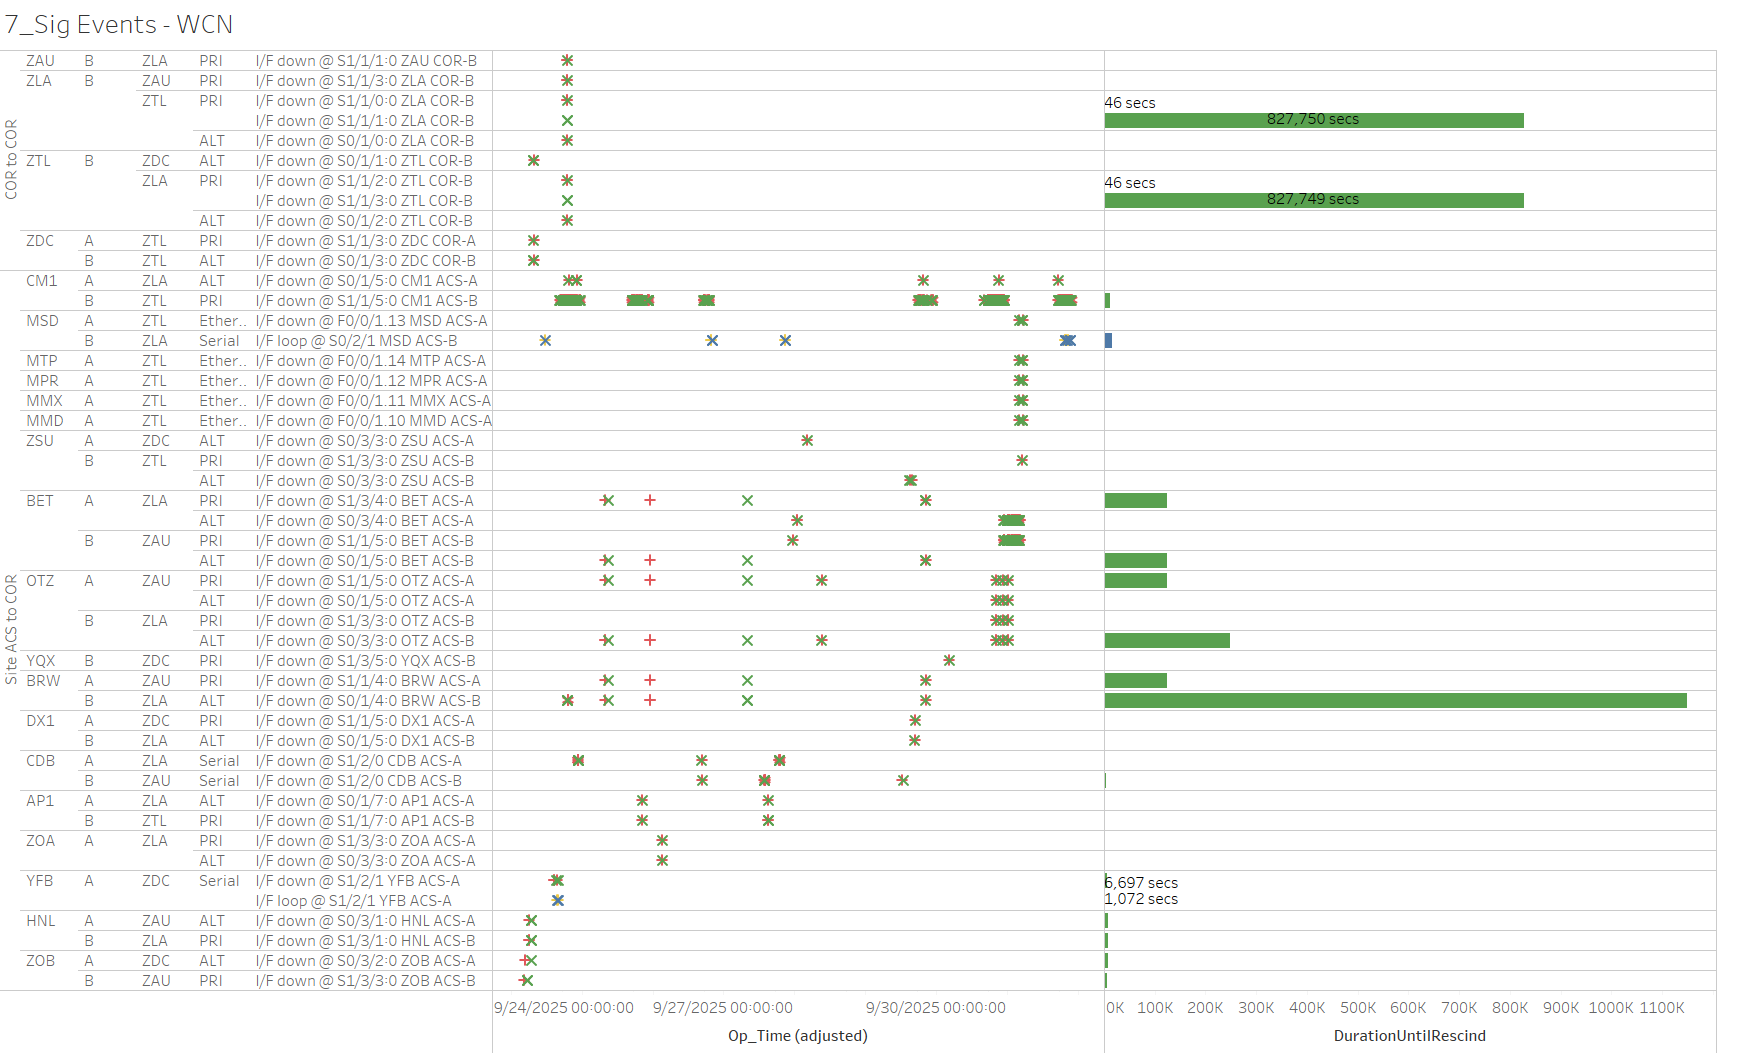 7_Sig Events - WCN
COR to COR
ZAU B ZLA PRI I/F down @ S1/1/1:0 ZAU COR-B
ZLA B ZAU PRI I/F down @ S1/1/3:0 ZLA COR-B
ZTL PRI I/F down @ S1/1/0:0 ZLA COR-B 46 secs
I/F down @ S1/1/1:0 ZLA COR-B 827,750 secs
ALT I/F down @ S0/1/0:0 ZLA COR-B
ZTL B ZDC ALT I/F down @ S0/1/1:0 ZTL COR-B
ZLA PRI I/F down @ S1/1/2:0 ZTL COR-B 46 secs
I/F down @ S1/1/3:0 ZTL COR-B 827,749 secs
ALT I/F down @ S0/1/2:0 ZTL COR-B
ZDC A ZTL PRI I/F down @ S1/1/3:0 ZDC COR-A
B ZTL ALT I/F down @ S0/1/3:0 ZDC COR-B
Site ACS to COR
CM1 A ZLA ALT I/F down @ S0/1/5:0 CM1 ACS-A
B ZTL PRI I/F down @ S1/1/5:0 CM1 ACS-B
MSD A ZTL Ether.. I/F down @ F0/0/1.13 MSD ACS-A
B ZLA Serial I/F loop @ S0/2/1 MSD ACS-B
MTP A ZTL Ether.. I/F down @ F0/0/1.14 MTP ACS-A
MPR A ZTL Ether.. I/F down @ F0/0/1.12 MPR ACS-A
MMX A ZTL Ether.. I/F down @ F0/0/1.11 MMX ACS-A
MMD A ZTL Ether.. I/F down @ F0/0/1.10 MMD ACS-A
ZSU A ZDC ALT I/F down @ S0/3/3:0 ZSU ACS-A
B ZTL PRI I/F down @ S1/3/3:0 ZSU ACS-B
ALT I/F down @ S0/3/3:0 ZSU ACS-B
BET A ZLA PRI I/F down @ S1/3/4:0 BET ACS-A
ALT I/F down @ S0/3/4:0 BET ACS-A
B ZAU PRI I/F down @ S1/1/5:0 BET ACS-B
ALT I/F down @ S0/1/5:0 BET ACS-B
OTZ A ZAU PRI I/F down @ S1/1/5:0 OTZ ACS-A
ALT I/F down @ S0/1/5:0 OTZ ACS-A
B ZLA PRI I/F down @ S1/3/3:0 OTZ ACS-B
ALT I/F down @ S0/3/3:0 OTZ ACS-B
YQX B ZDC PRI I/F down @ S1/3/5:0 YQX ACS-B
BRW A ZAU PRI I/F down @ S1/1/4:0 BRW ACS-A
B ZLA ALT I/F down @ S0/1/4:0 BRW ACS-B
DX1 A ZDC PRI I/F down @ S1/1/5:0 DX1 ACS-A
B ZLA ALT I/F down @ S0/1/5:0 DX1 ACS-B
CDB A ZLA Serial I/F down @ S1/2/0 CDB ACS-A
B ZAU Serial I/F down @ S1/2/0 CDB ACS-B
AP1 A ZLA ALT I/F down @ S0/1/7:0 AP1 ACS-A
B ZTL PRI I/F down @ S1/1/7:0 AP1 ACS-B
ZOA A ZLA PRI I/F down @ S1/3/3:0 ZOA ACS-A
ALT I/F down @ S0/3/3:0 ZOA ACS-A
YFB A ZDC Serial I/F down @ S1/2/1 YFB ACS-A 6,697 secs
I/F loop @ S1/2/1 YFB ACS-A 1,072 secs
HNL A ZAU ALT I/F down @ S0/3/1:0 HNL ACS-A
B ZLA PRI I/F down @ S1/3/1:0 HNL ACS-B
ZOB A ZDC ALT I/F down @ S0/3/2:0 ZOB ACS-A
B ZAU PRI I/F down @ S1/3/3:0 ZOB ACS-B
9/24/2025 00:00:00 9/27/2025 00:00:00 9/30/2025 00:00:00 0K 100K 200K 300K 400K 500K 600K 700K 800K 900K 1000K 1100K
Op_Time (adjusted) DurationUntilRescind